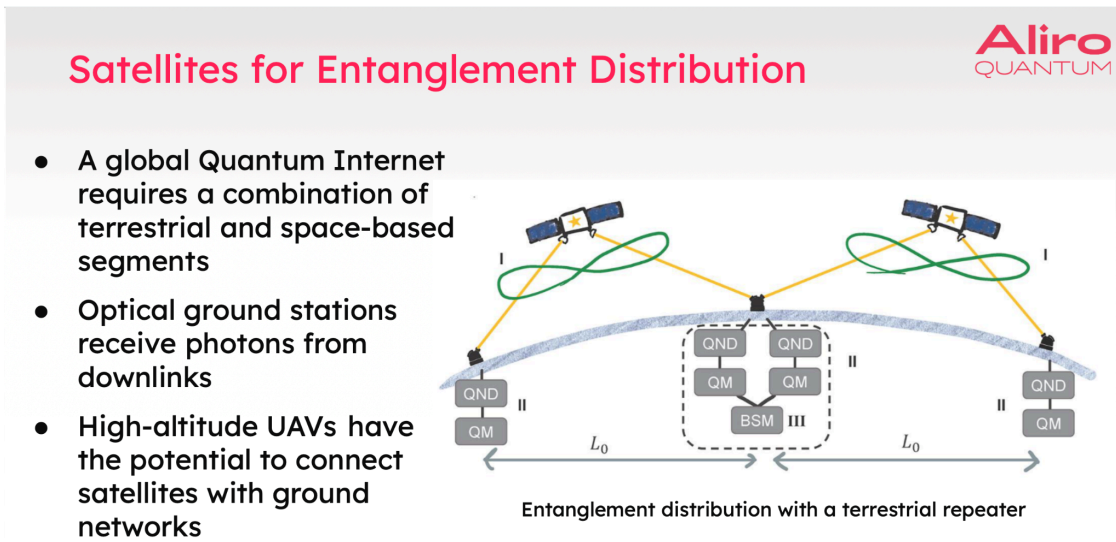 Aliro
QUANTUM
Satellites for Entanglement Distribution
● A global Quantum Internet
requires a combination of
terrestrial and space-based
segments
● Optical ground stations
receive photons from
downlinks
● High-altitude UAVs have
the potential to connect
satellites with ground
networks
I
I
QND
QM
II
QND QND
QM QM
BSM III
II
QND
QM
II
L₀
L₀
Entanglement distribution with a terrestrial repeater